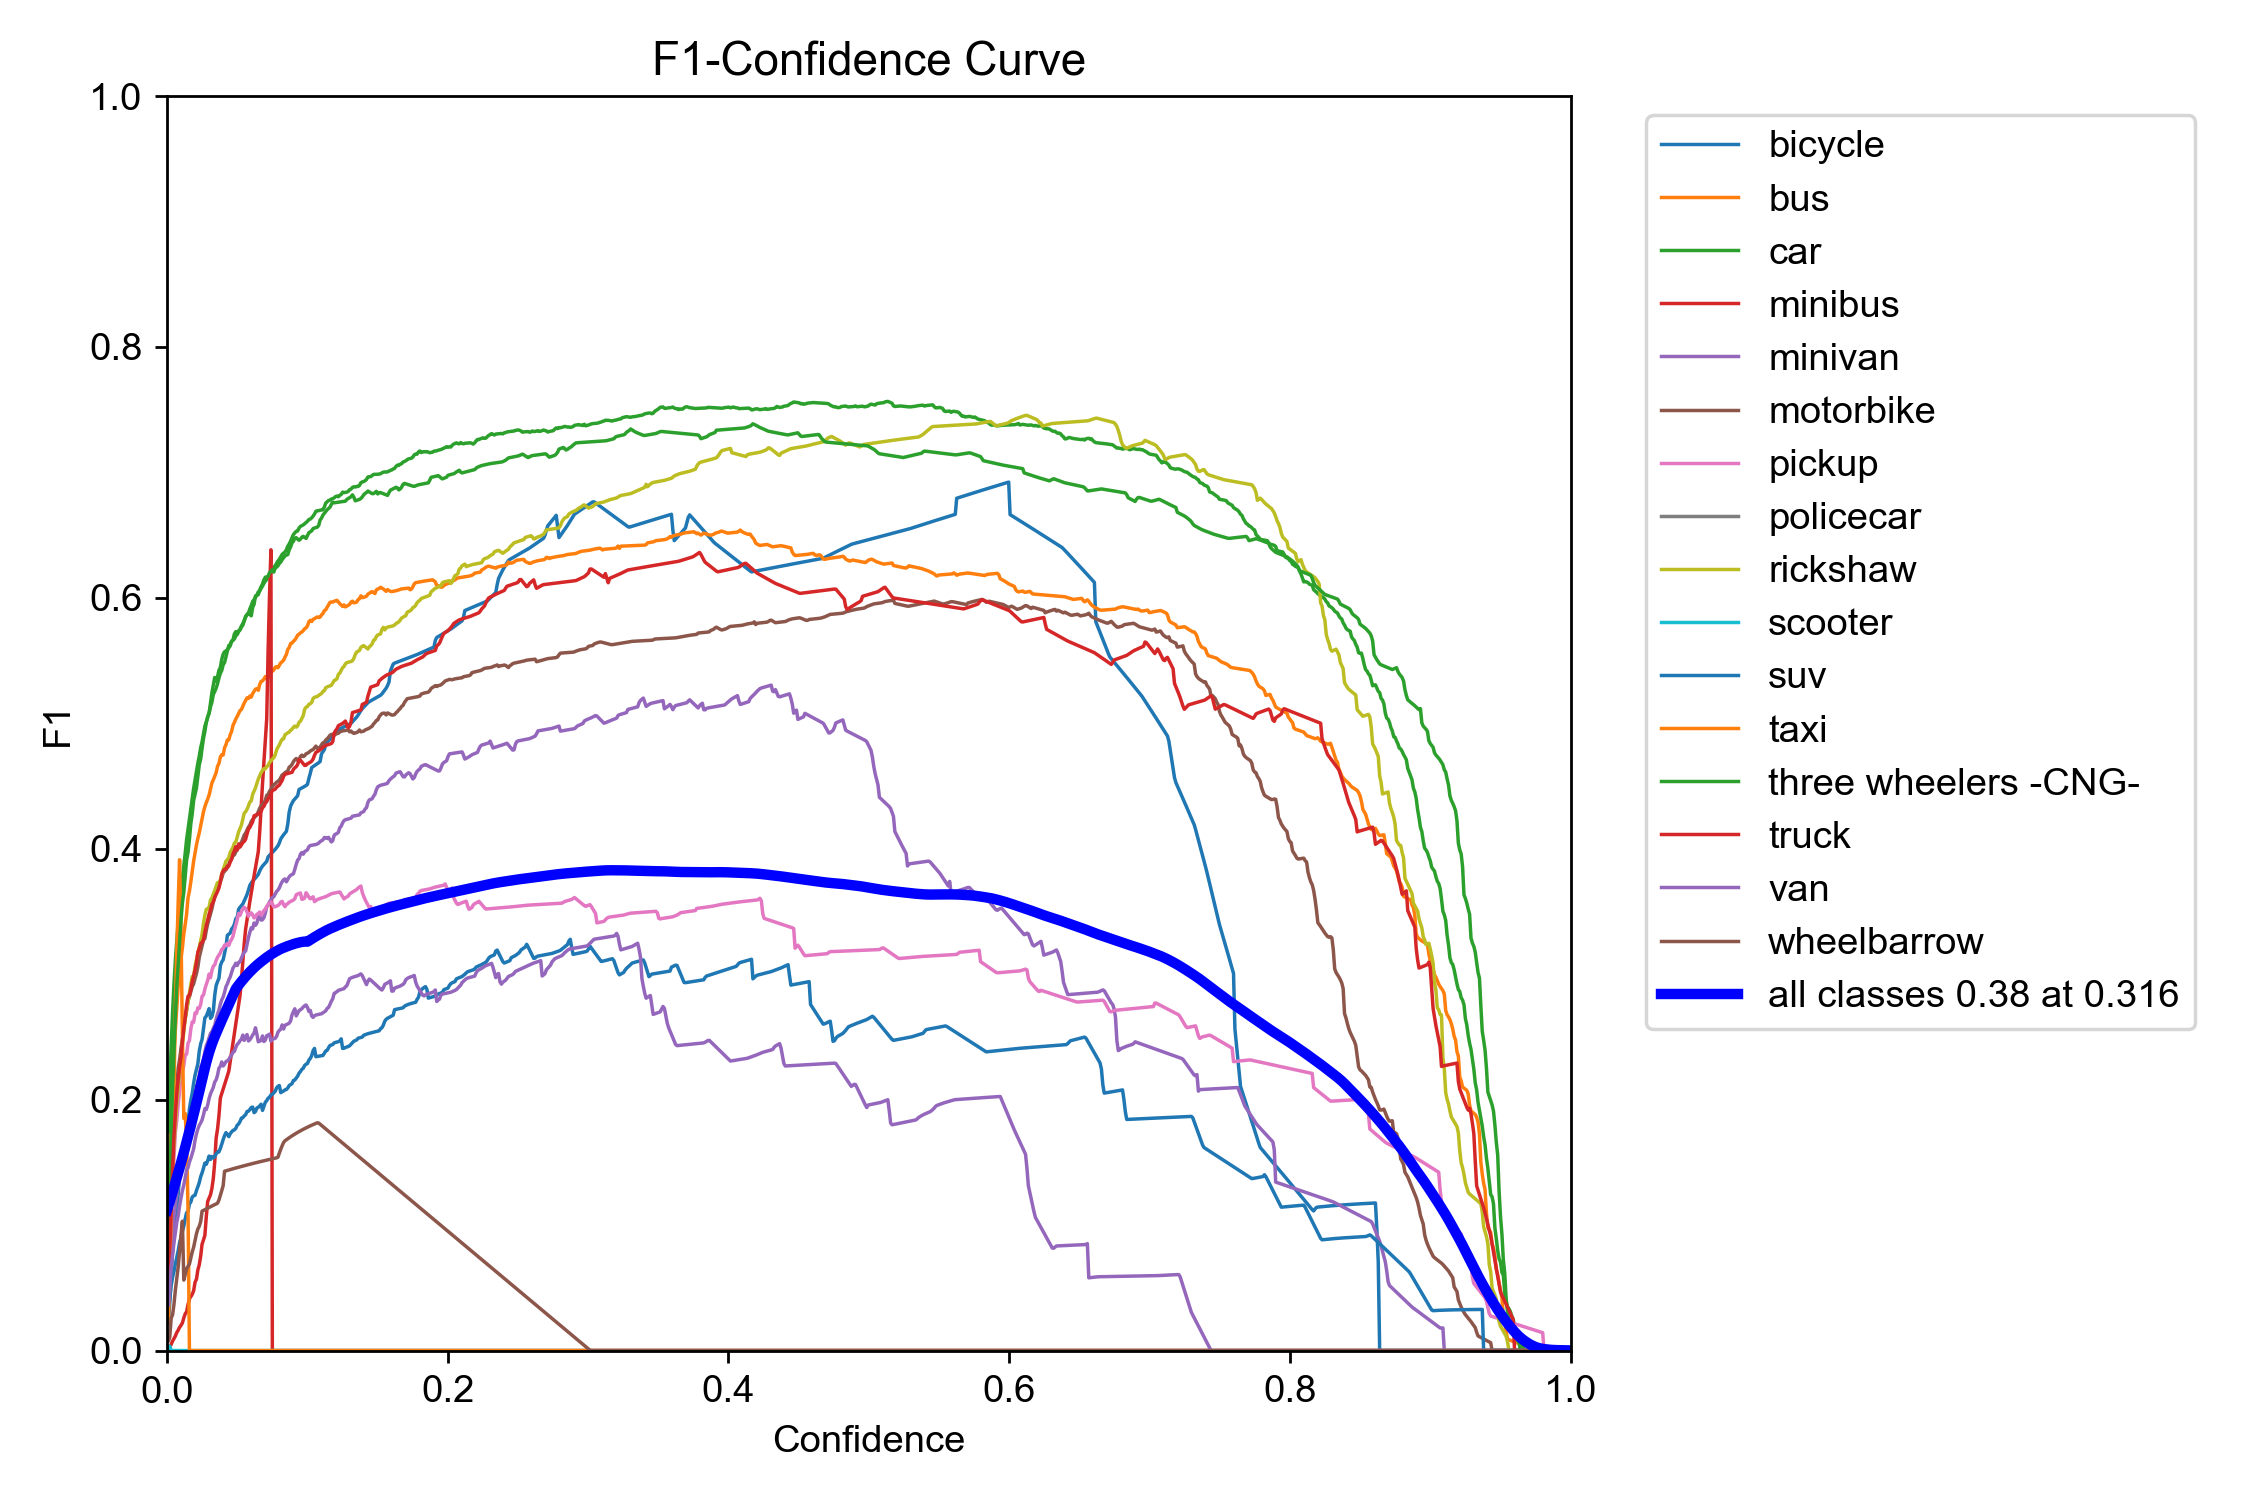 F1-Confidence Curve
1.0
0.8
0.6
0.4
0.2
0.0
F1
0.0 0.2 0.4 0.6 0.8 1.0
Confidence
bicycle
bus
car
minibus
minivan
motorbike
pickup
policecar
rickshaw
scooter
suv
taxi
three wheelers -CNG-
truck
van
wheelbarrow
all classes 0.38 at 0.316